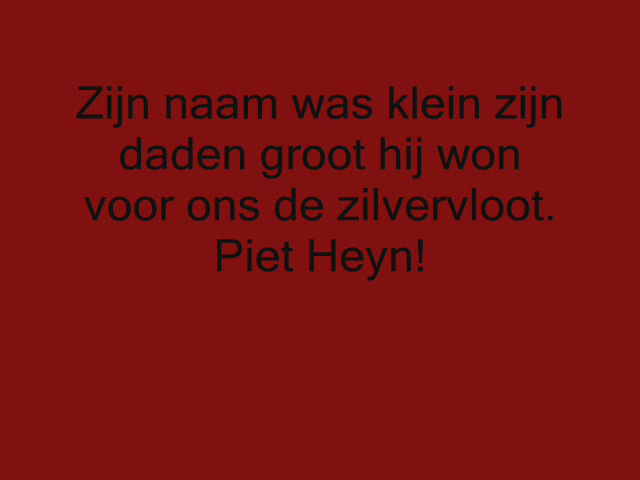 Zijn naam was klein zijn
daden groot hij won
voor ons de zilvervloot.
Piet Heyn!